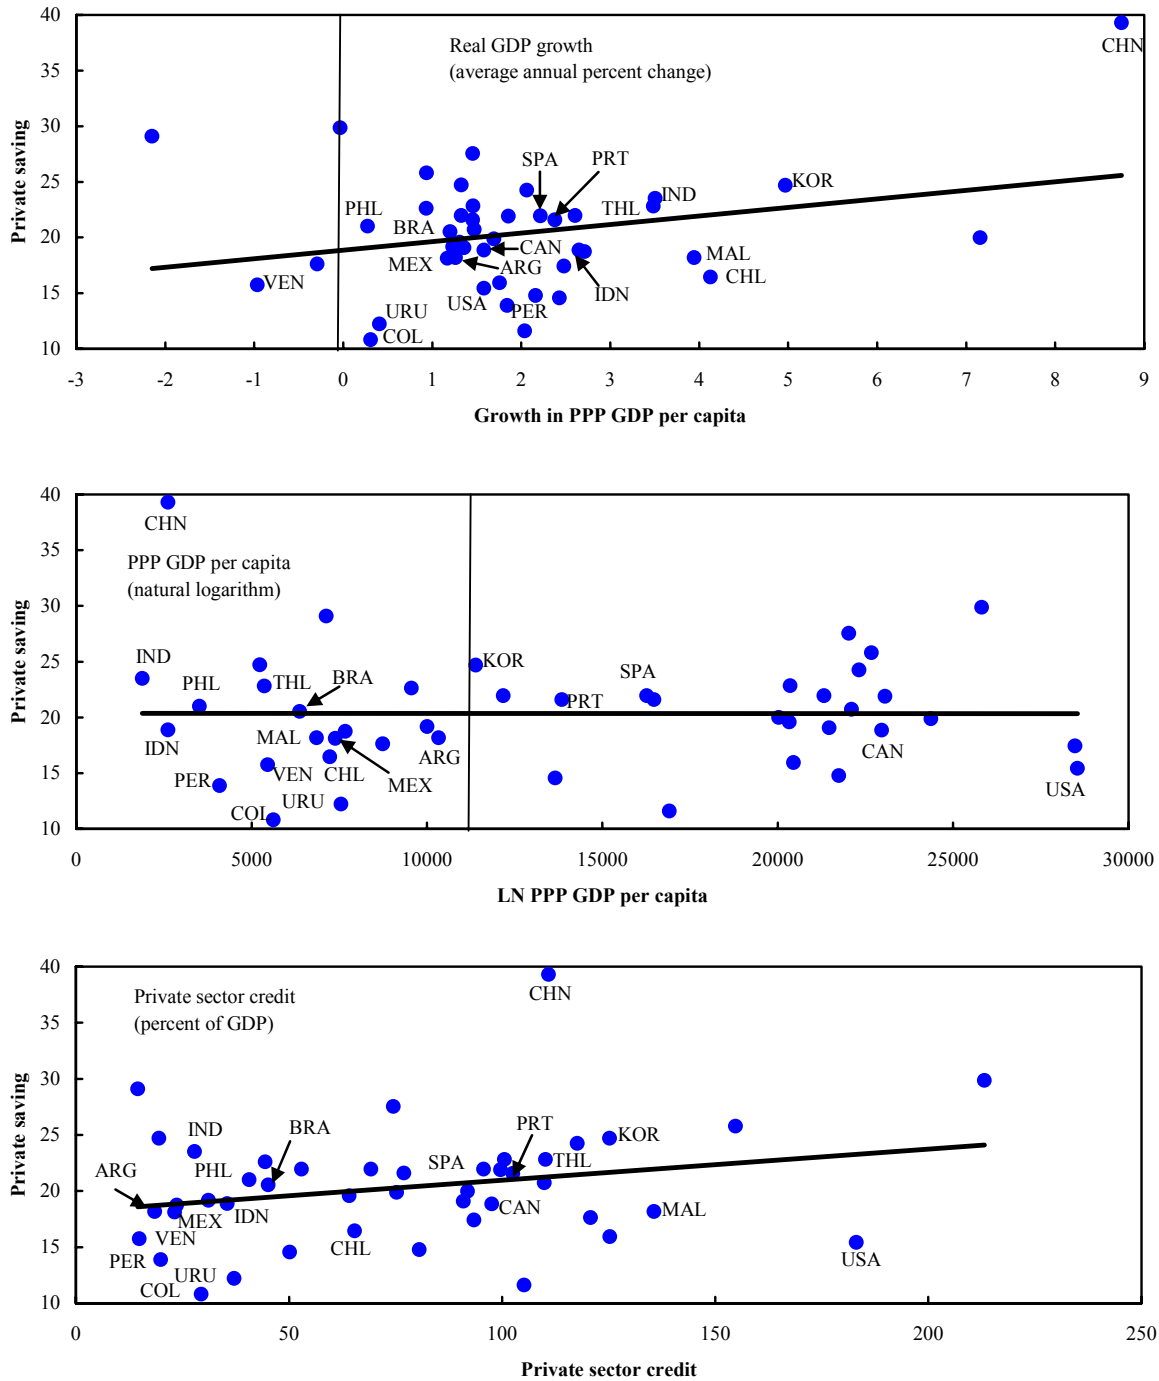 40
35
30
25
20
15
10
Private saving
Real GDP growth
(average annual percent change)
CHN
SPA
PRT
KOR
IND
THL
PHL
BRA
CAN
MAL
MEX
ARG
CHL
VEN
IDN
USA
PER
URU
COL
-3 -2 -1 0 1 2 3 4 5 6 7 8 9
Growth in PPP GDP per capita
40
35
30
25
20
15
10
Private saving
CHN
PPP GDP per capita
(natural logarithm)
IND
PHL
THL
BRA
KOR
SPA
PRT
IDN
MAL
ARG
CAN
PER
VEN
CHL
MEX
USA
COL
URU
0 5000 10000 15000 20000 25000 30000
LN PPP GDP per capita
40
35
30
25
20
15
10
Private saving
Private sector credit
(percent of GDP)
CHN
IND
BRA
PRT
KOR
ARG
PHL
SPA
THL
MEX
IDN
CAN
MAL
VEN
PER
CHL
USA
URU
COL
0 50 100 150 200 250
Private sector credit